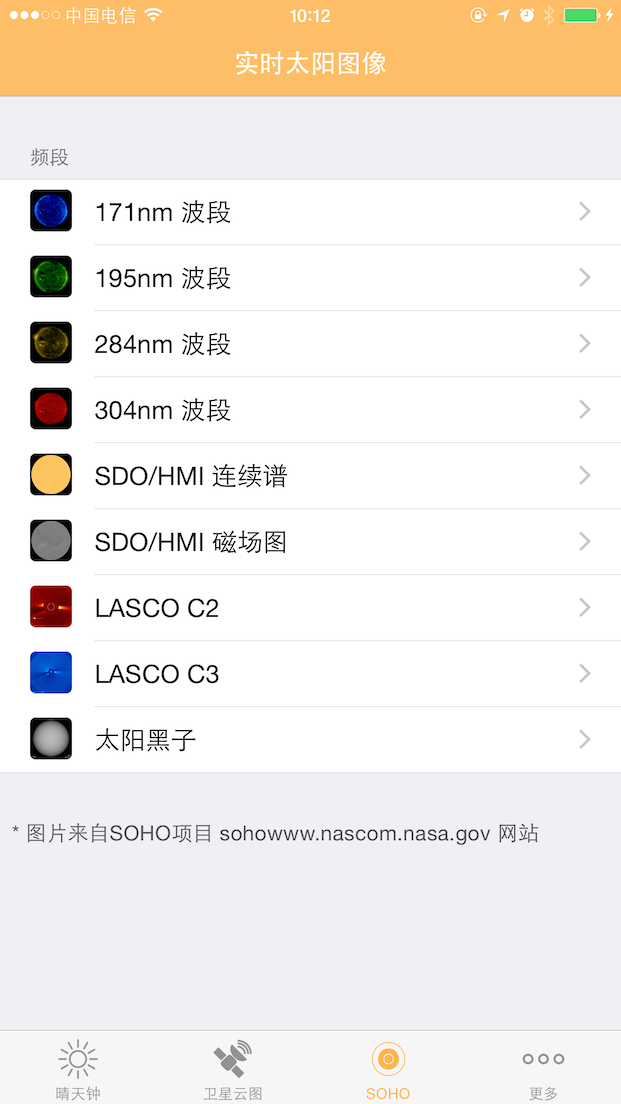 中国电信 10:12
实时太阳图像
频段
171nm 波段
195nm 波段
284nm 波段
304nm 波段
SDO/HMI 连续谱
SDO/HMI 磁场图
LASCO C2
LASCO C3
太阳黑子
* 图片来自SOHO项目 sohowww.nascom.nasa.gov 网站
晴天钟 卫星云图 SOHO 更多